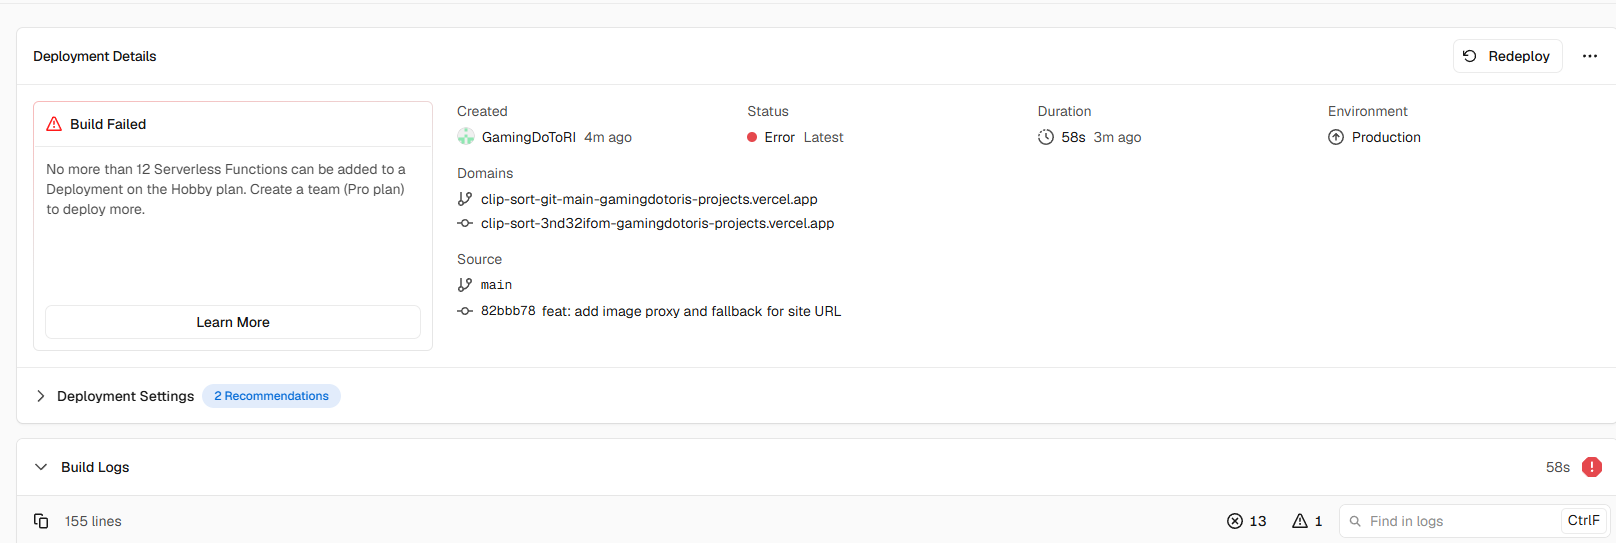 Deployment Details
Redeploy
Build Failed
No more than 12 Serverless Functions can be added to a
Deployment on the Hobby plan. Create a team (Pro plan)
to deploy more.
Learn More
Created
GamingDoToRI 4m ago
Status
Error Latest
Duration
58s 3m ago
Environment
Production
Domains
clip-sort-git-main-gamingdotoris-projects.vercel.app
clip-sort-3nd32ifom-gamingdotoris-projects.vercel.app
Source
main
82bbb78 feat: add image proxy and fallback for site URL
Deployment Settings 2 Recommendations
Build Logs
58s
155 lines
13
1
Find in logs
CtrlF